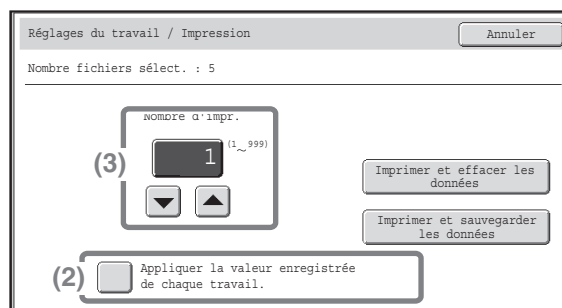 Réglages du travail / Impression
Annuler
Nombre fichiers sélect. : 5
Nombre d'impr.
(3)
1
(1~999)
Imprimer et effacer les
données
Imprimer et sauvegarder
les données
(2)
Appliquer la valeur enregistrée
de chaque travail.